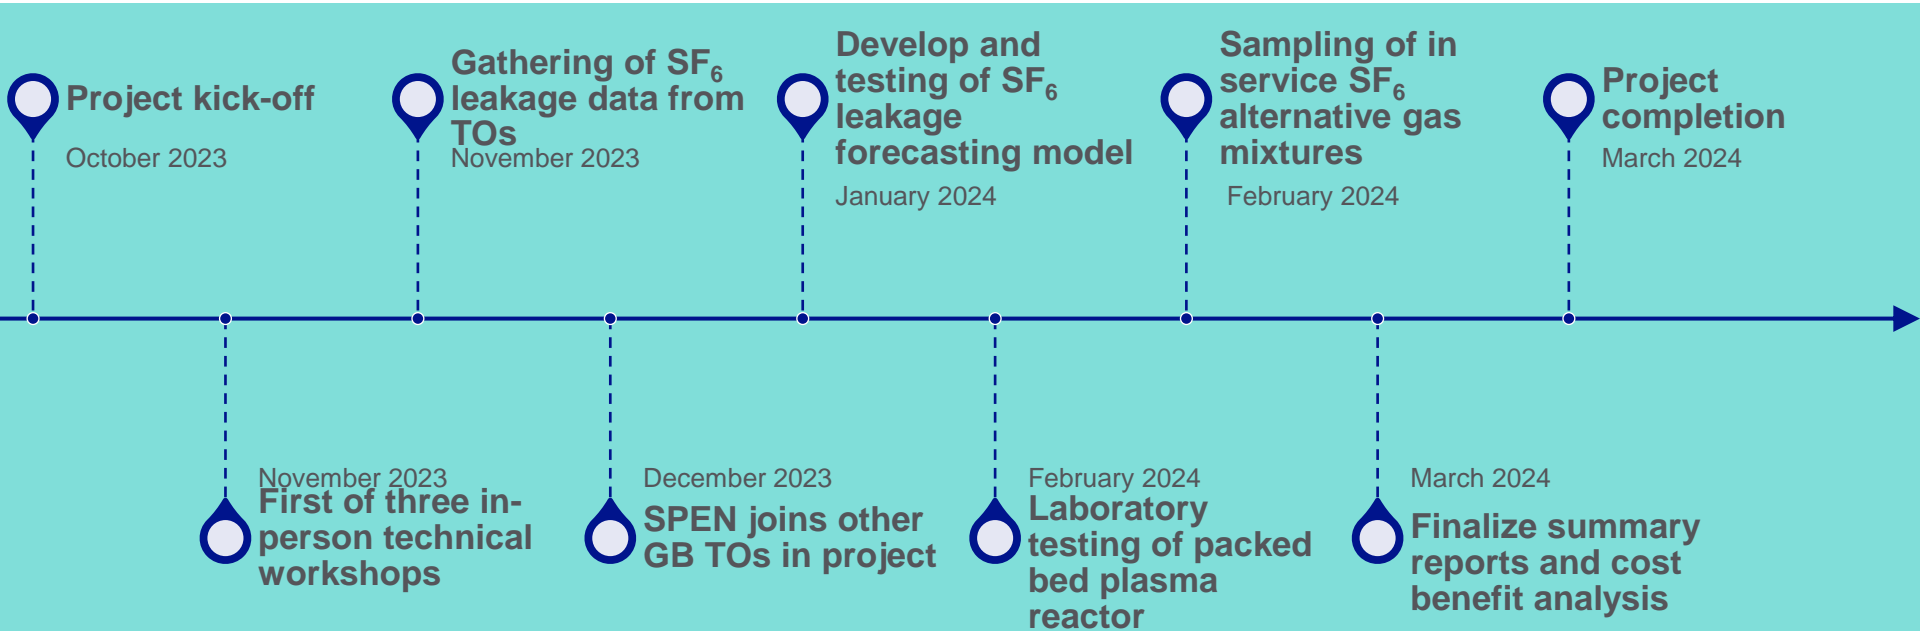 Project kick-off
October 2023
Gathering of SF₆
leakage data from
TOs
November 2023
Develop and
testing of SF₆
leakage
forecasting model
January 2024
Sampling of in
service SF₆
alternative gas
mixtures
February 2024
Project
completion
March 2024
November 2023
First of three in-
person technical
workshops
December 2023
SPEN joins other
GB TOs in project
February 2024
Laboratory
testing of packed
bed plasma
reactor
March 2024
Finalize summary
reports and cost
benefit analysis